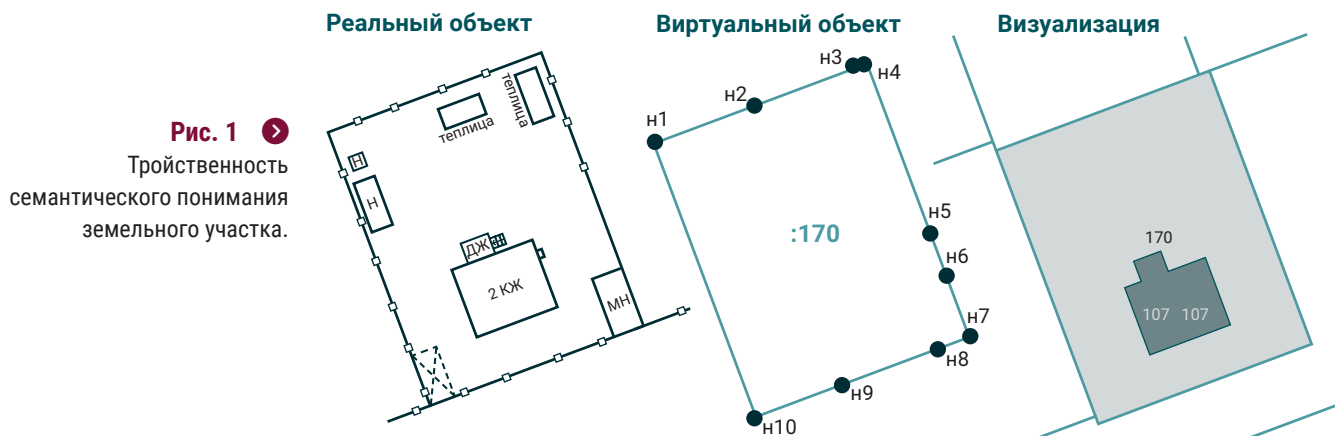 Реальный объект
Виртуальный объект
Визуализация
Рис. 1
Тройственность
семантического понимания
земельного участка.
теплица
теплица
Н
Н
ДЖ
2 КЖ
МН
н1
н2
н3
н4
:170
н5
н6
н7
н8
н9
н10
170
107 107